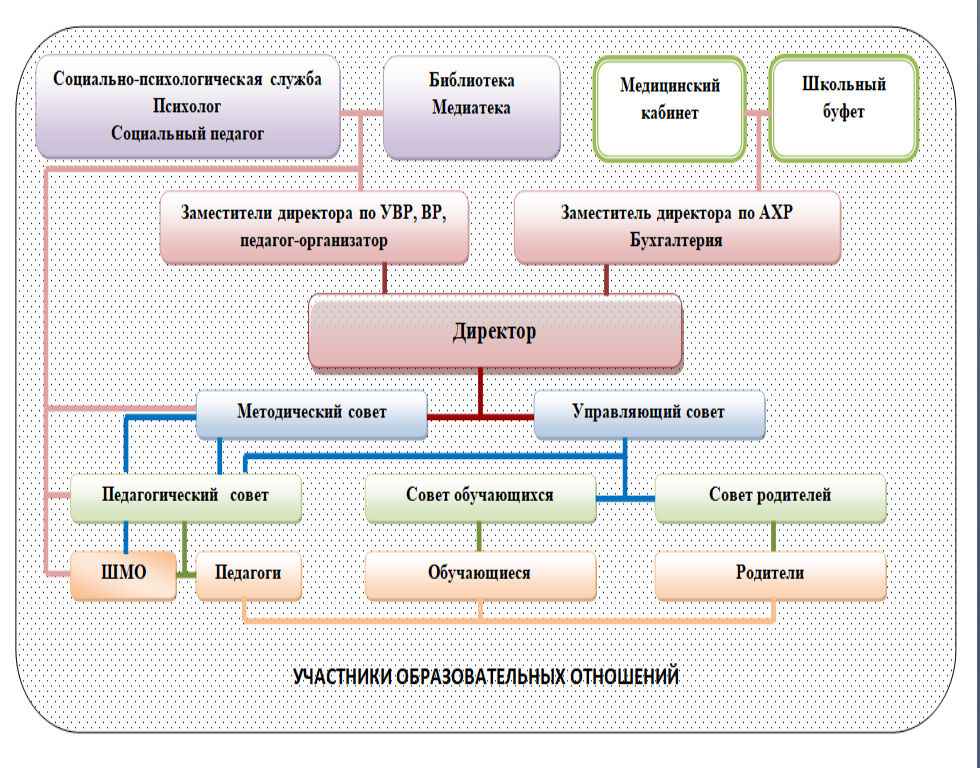 Социально-психологическая служба
Психолог
Социальный педагог
Библиотека
Медиатека
Медицинский
кабинет
Школьный
буфет
Заместители директора по УВР, ВР,
педагог-организатор
Заместитель директора по АХР
Бухгалтерия
Директор
Методический совет
Управляющий совет
Педагогический совет
Совет обучающихся
Совет родителей
ШМО
Педагоги
Обучающиеся
Родители
УЧАСТНИКИ ОБРАЗОВАТЕЛЬНЫХ ОТНОШЕНИЙ